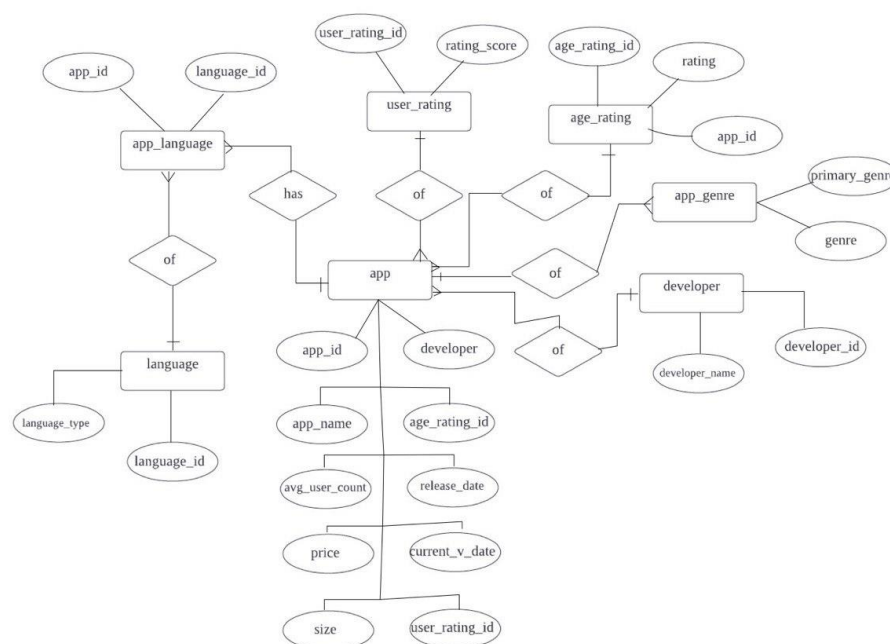 user_rating_id
rating_score
age_rating_id
rating
app_id
language_id
user_rating
age_rating
app_id
app_language
primary_genre
app_genre
has
of
of
genre
of
app
of
developer
of
app_id
developer
developer_name
developer_id
language
language_type
app_name
age_rating_id
language_id
avg_user_count
release_date
price
current_v_date
size
user_rating_id